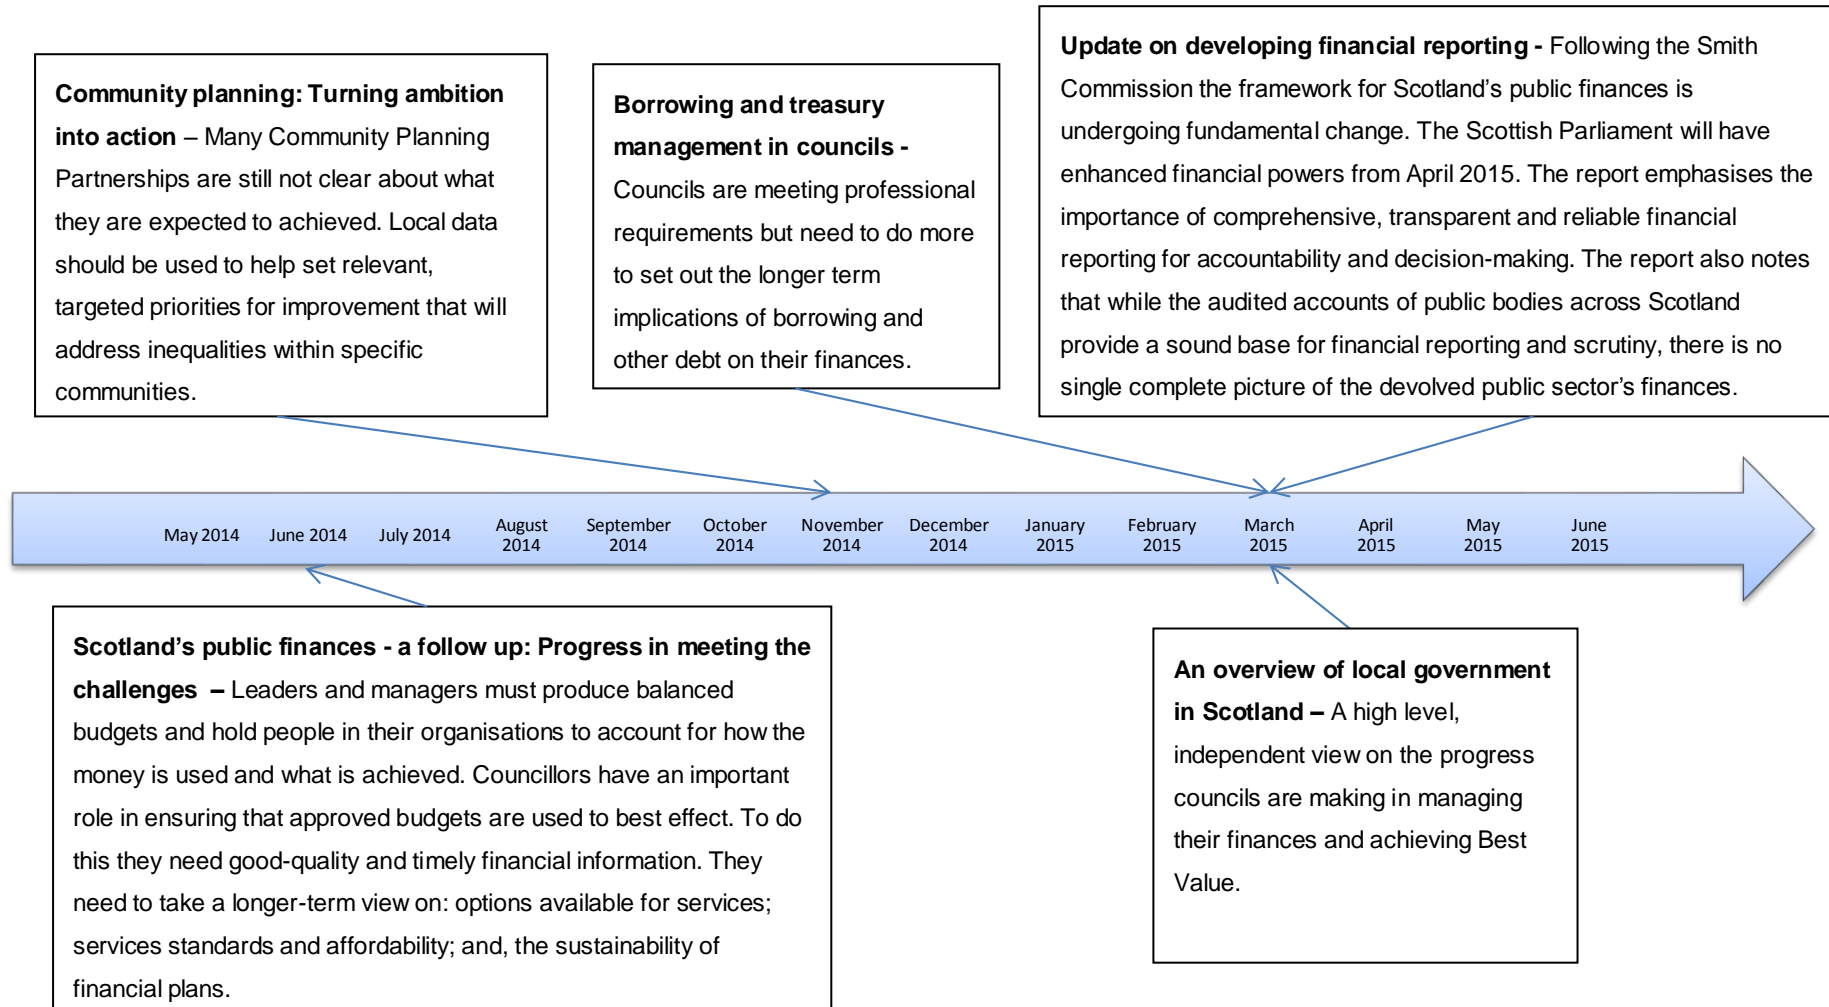 Community planning: Turning ambition
into action – Many Community Planning
Partnerships are still not clear about what
they are expected to achieved. Local data
should be used to help set relevant,
targeted priorities for improvement that will
address inequalities within specific
communities.
Borrowing and treasury
management in councils -
Councils are meeting professional
requirements but need to do more
to set out the longer term
implications of borrowing and
other debt on their finances.
Update on developing financial reporting - Following the Smith
Commission the framework for Scotland’s public finances is
undergoing fundamental change. The Scottish Parliament will have
enhanced financial powers from April 2015. The report emphasises the
importance of comprehensive, transparent and reliable financial
reporting for accountability and decision-making. The report also notes
that while the audited accounts of public bodies across Scotland
provide a sound base for financial reporting and scrutiny, there is no
single complete picture of the devolved public sector’s finances.
May 2014
June 2014
July 2014
August
2014
September
2014
October
2014
November
2014
December
2014
January
2015
February
2015
March
2015
April
2015
May
2015
June
2015
Scotland’s public finances - a follow up: Progress in meeting the
challenges – Leaders and managers must produce balanced
budgets and hold people in their organisations to account for how the
money is used and what is achieved. Councillors have an important
role in ensuring that approved budgets are used to best effect. To do
this they need good-quality and timely financial information. They
need to take a longer-term view on: options available for services;
services standards and affordability; and, the sustainability of
financial plans.
An overview of local government
in Scotland – A high level,
independent view on the progress
councils are making in managing
their finances and achieving Best
Value.